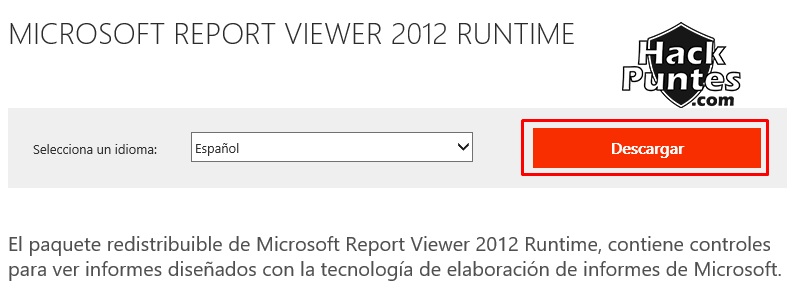 MICROSOFT REPORT VIEWER 2012 RUNTIME
Hack
Puntes
.com
Selecciona un idioma:
Español
Descargar
El paquete redistribuible de Microsoft Report Viewer 2012 Runtime, contiene controles
para ver informes diseñados con la tecnología de elaboración de informes de Microsoft.